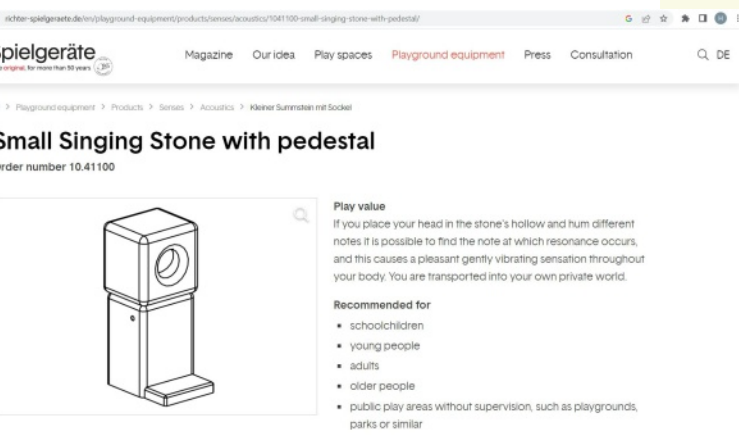 richter-spielgeraete.de/en/playground-equipment/products/senses/acoustics/1041100-small-singing-stone-with-pedestal/
pielgeräte
original, for more than 50 years
Magazine Our idea Play spaces Playground equipment Press Consultation DE
> Playground equipment > Products > Senses > Acoustics > Kleiner Summstein mit Sockel
Small Singing Stone with pedestal
rder number 10.41100
Play value
If you place your head in the stone's hollow and hum different
notes it is possible to find the note at which resonance occurs,
and this causes a pleasant gently vibrating sensation throughout
your body. You are transported into your own private world.
Recommended for
▪ schoolchildren
▪ young people
▪ adults
▪ older people
▪ public play areas without supervision, such as playgrounds,
parks or similar